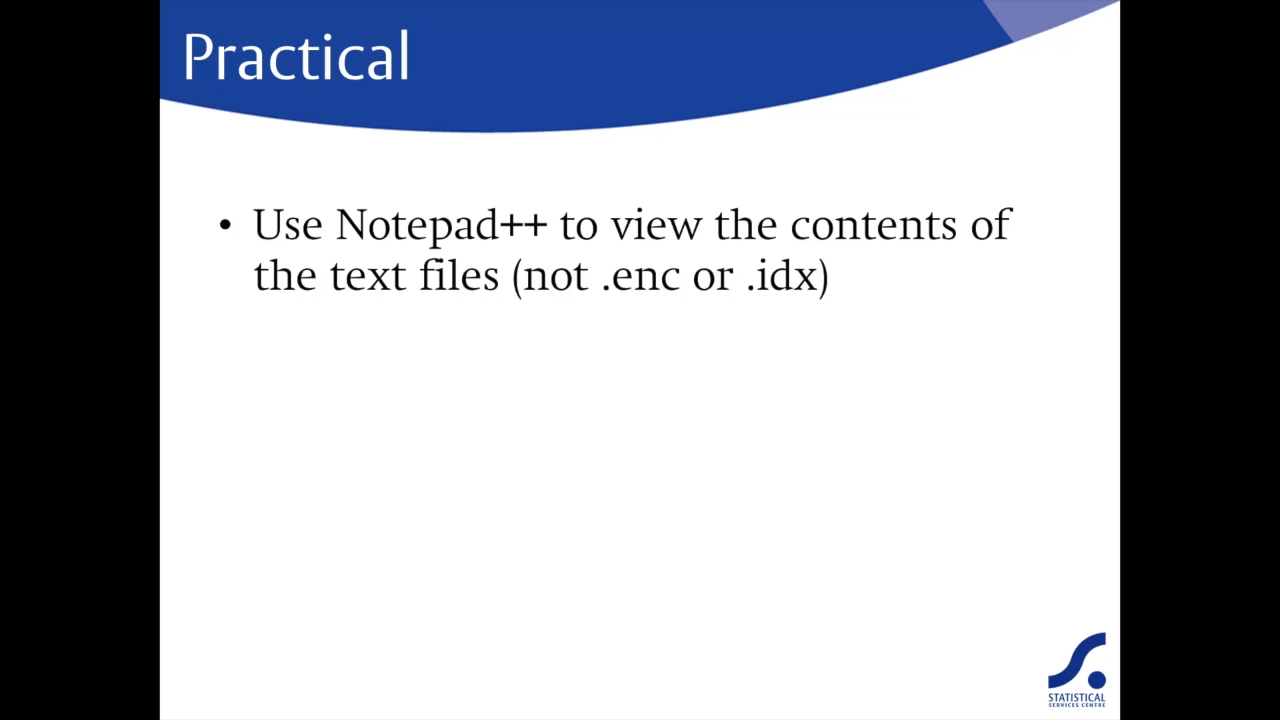 Practical
• Use Notepad++ to view the contents of
the text files (not .enc or .idx)
STATISTICAL
SERVICES CENTRE